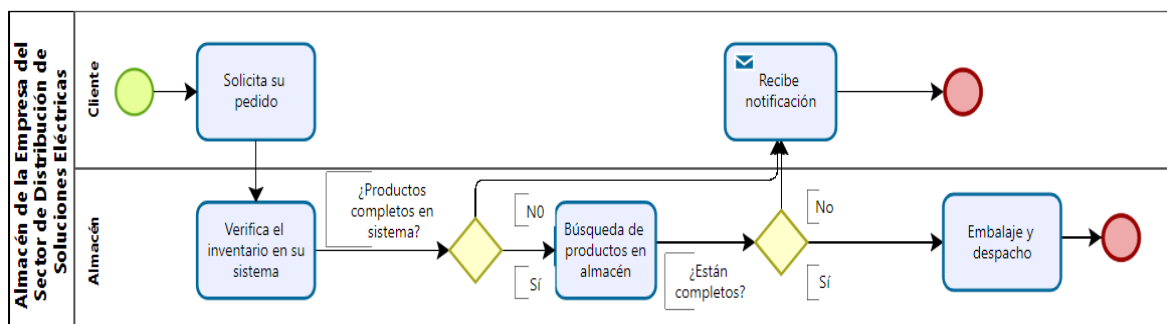 Almacén de la Empresa del
Sector de Distribución de
Soluciones Eléctricas
Cliente
Solicita su
pedido
Recibe
notificación
Almacén
Verifica el
inventario en su
sistema
¿Productos
completos en
sistema?
N0
Sí
Búsqueda de
productos en
almacén
¿Están
completos?
No
Sí
Embalaje y
despacho